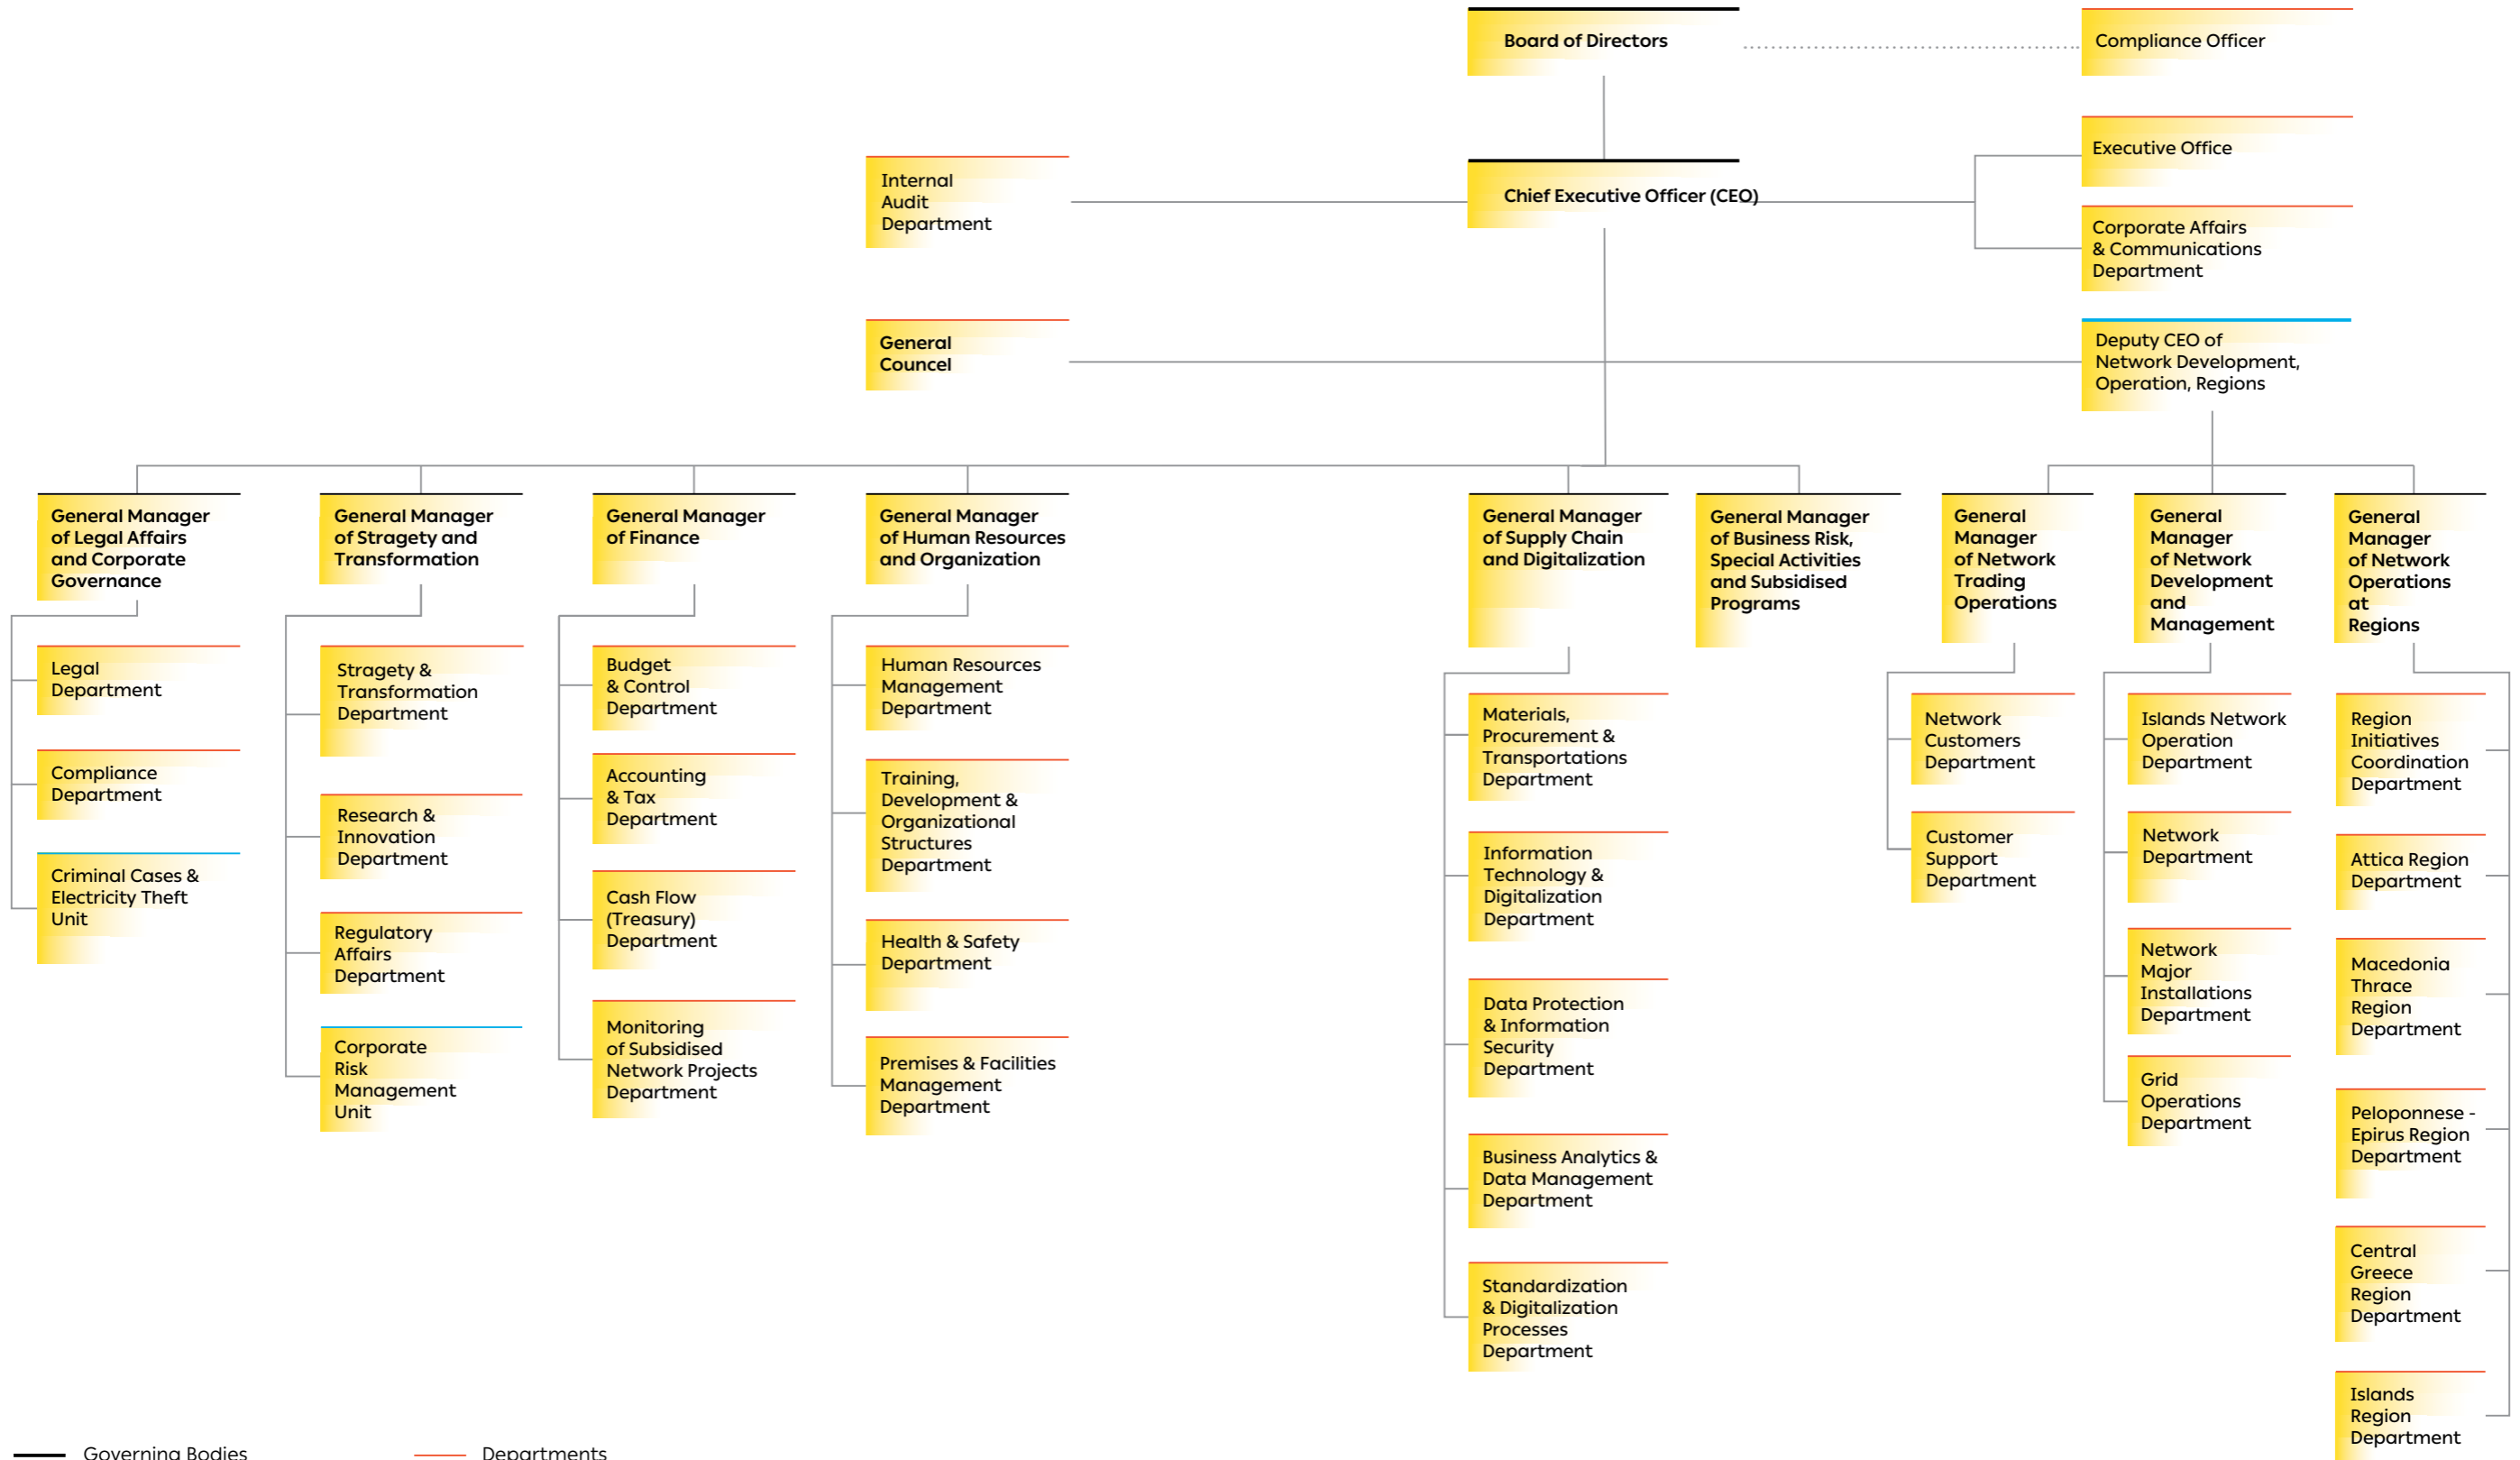 Board of Directors
Compliance Officer
Executive Office
Internal
Audit
Department
Chief Executive Officer (CEO)
Corporate Affairs
& Communications
Department
General
Councel
Deputy CEO of
Network Development,
Operation, Regions
General Manager
of Legal Affairs
and Corporate
Governance
General Manager
of Stragety and
Transformation
General Manager
of Finance
General Manager
of Human Resources
and Organization
General Manager
of Supply Chain
and Digitalization
General Manager
of Business Risk,
Special Activities
and Subsidised
Programs
General
Manager
of Network
Trading
Operations
General
Manager
of Network
Development
and
Management
General
Manager
of Network
Operations
at
Regions
Legal
Department
Compliance
Department
Criminal Cases &
Electricity Theft
Unit
Stragety &
Transformation
Department
Research &
Innovation
Department
Regulatory
Affairs
Department
Corporate
Risk
Management
Unit
Budget
& Control
Department
Accounting
& Tax
Department
Cash Flow
(Treasury)
Department
Monitoring
of Subsidised
Network Projects
Department
Human Resources
Management
Department
Training,
Development &
Organizational
Structures
Department
Health & Safety
Department
Premises & Facilities
Management
Department
Materials,
Procurement &
Transportations
Department
Information
Technology &
Digitalization
Department
Data Protection
& Information
Security
Department
Business Analytics &
Data Management
Department
Standardization
& Digitalization
Processes
Department
Network
Customers
Department
Customer
Support
Department
Islands Network
Operation
Department
Network
Department
Network
Major
Installations
Department
Grid
Operations
Department
Region
Initiatives
Coordination
Department
Attica Region
Department
Macedonia
Thrace
Region
Department
Peloponnese -
Epirus Region
Department
Central
Greece
Region
Department
Islands
Region
Department
Governing Bodies
Departments